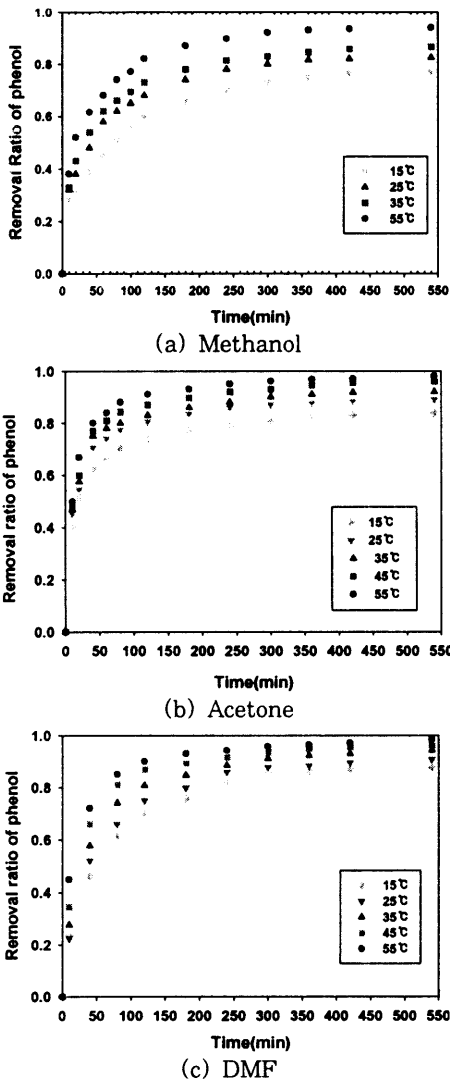 Removal Ratio of phenol
1.0
0.8
0.6
0.4
0.2
0.0
15℃
25℃
35℃
55℃
0 50 100 150 200 250 300 350 400 450 500 550
Time(min)
(a) Methanol
Removal ratio of phenol
1.0
0.8
0.6
0.4
0.2
0.0
15℃
25℃
35℃
45℃
55℃
0 50 100 150 200 250 300 350 400 450 500 550
Time(min)
(b) Acetone
Removal ratio of phenol
1.0
0.8
0.6
0.4
0.2
0.0
15℃
25℃
35℃
45℃
55℃
0 50 100 150 200 250 300 350 400 450 500 550
Time(min)
(c) DMF